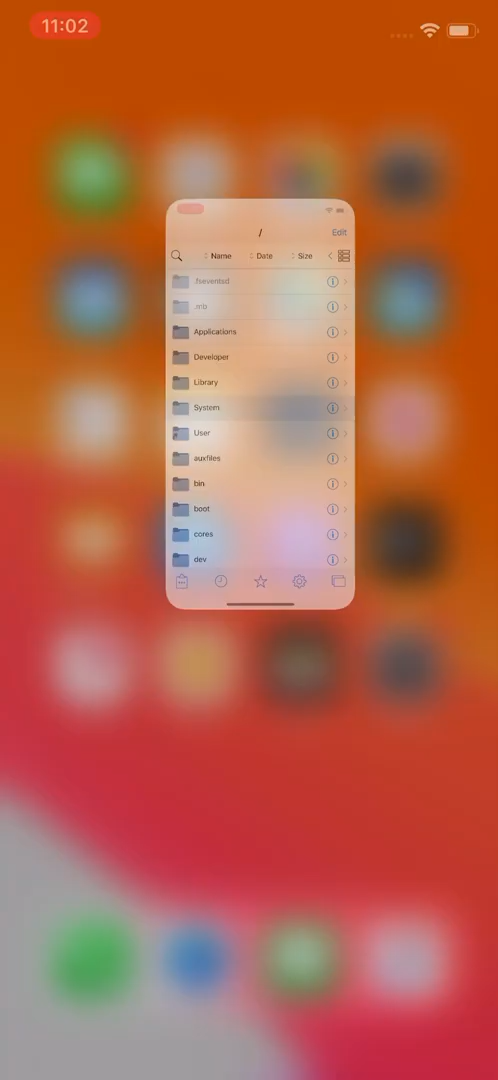 11:02
/ Edit
Name Date Size
.fseventsd
.mb
Applications
Developer
Library
System
User
auxfiles
bin
boot
cores
dev